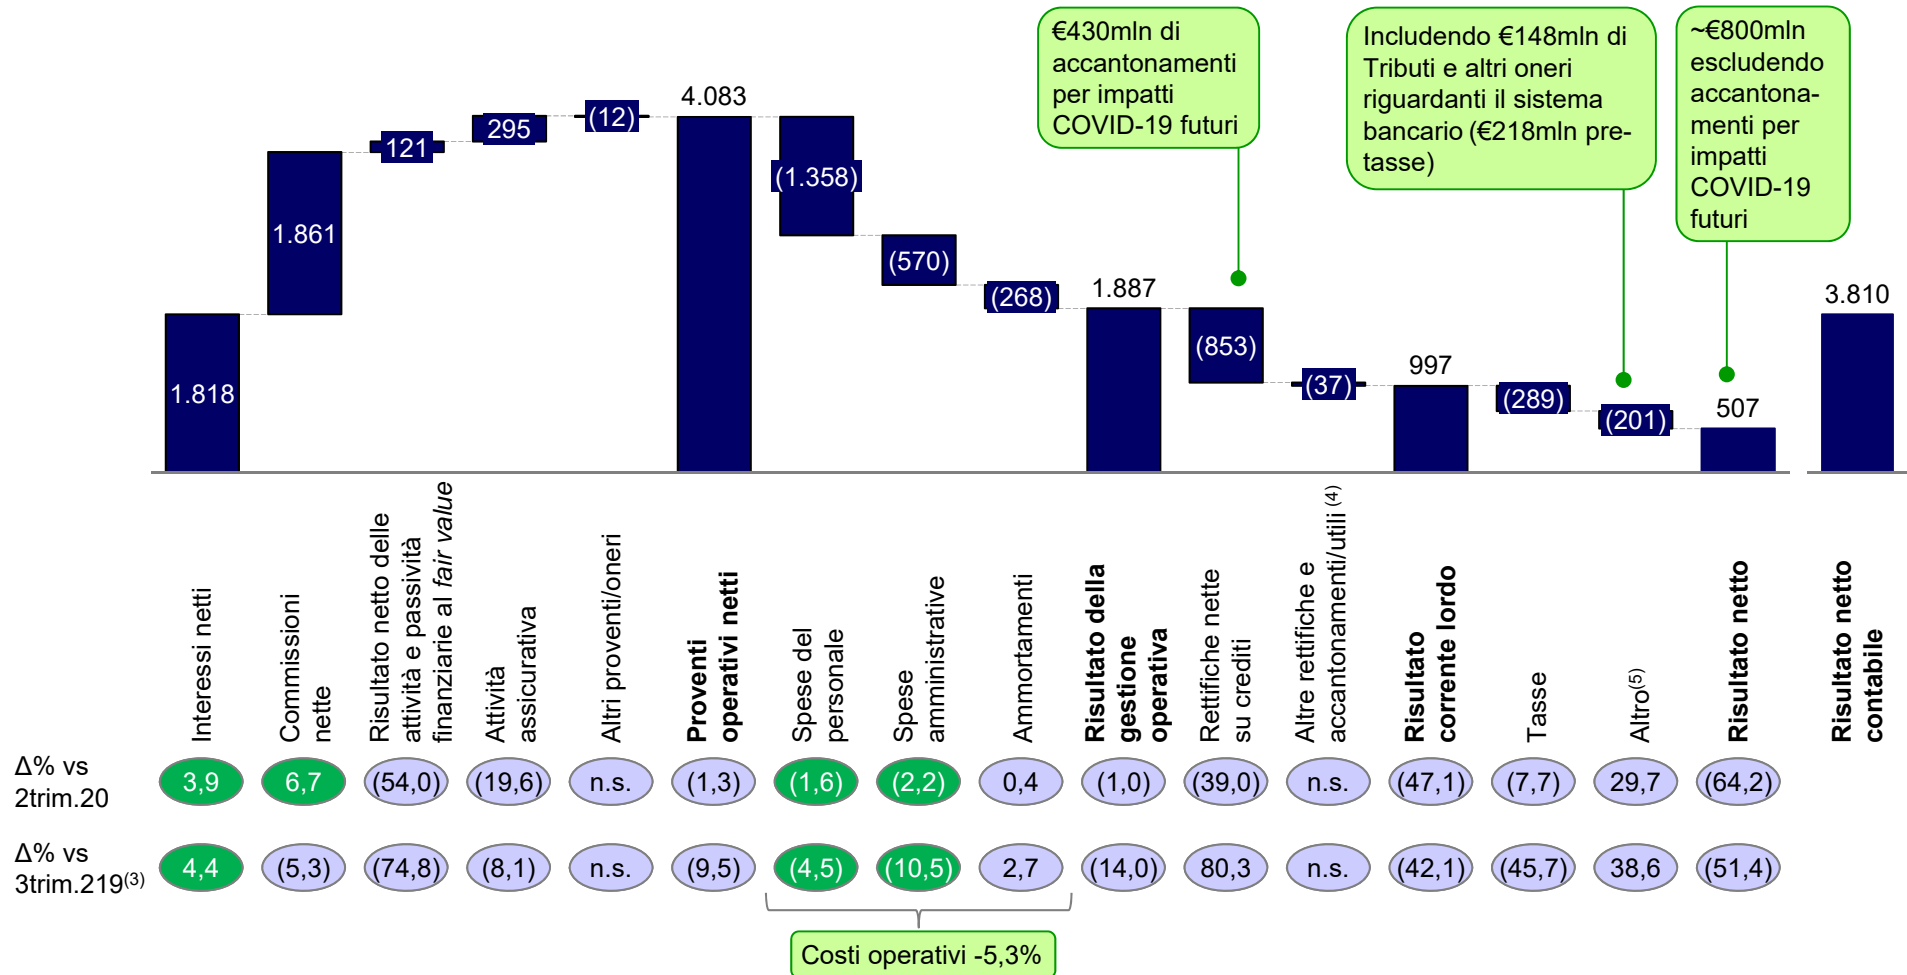 €430mln di
accantonamenti
per impatti
COVID-19 futuri
Includendo €148mln di
Tributi e altri oneri
riguardanti il sistema
bancario (€218mln pre-
tasse)
~€800mln
escludendo
accantona-
menti per
impatti
COVID-19
futuri
1.818
1.861
121
295
(12)
4.083
(1.358)
(570)
(268)
1.887
(853)
(37)
997
(289)
(201)
507
3.810
Interessi netti
Commissioni
nette
Risultato netto delle
attività e passività
finanziarie al fair value
Attività
assicurativa
Altri proventi/oneri
Proventi
operativi netti
Spese del
personale
Spese
amministrative
Ammortamenti
Risultato della
gestione
operativa
Rettifiche nette
su crediti
Altre rettifiche e
accantonamenti/utili (4)
Risultato
corrente lordo
Tasse
Altro(5)
Risultato netto
Risultato netto
contabile
Δ% vs
2trim.20
3,9 6,7 (54,0) (19,6) n.s. (1,3) (1,6) (2,2) 0,4 (1,0) (39,0) n.s. (47,1) (7,7) 29,7 (64,2)
Δ% vs
3trim.219(3)
4,4 (5,3) (74,8) (8,1) n.s. (9,5) (4,5) (10,5) 2,7 (14,0) 80,3 n.s. (42,1) (45,7) 38,6 (51,4)
Costi operativi -5,3%